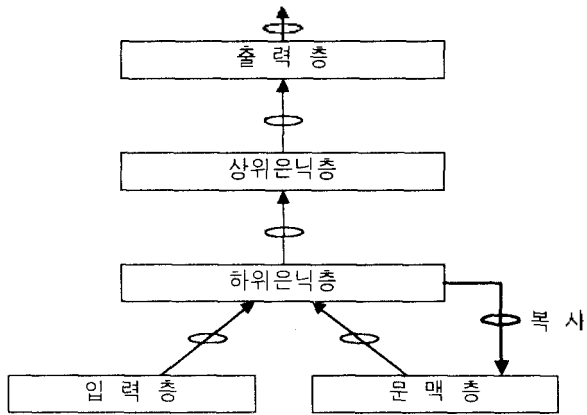 출 력 층
상위은닉층
하위은닉층
복 사
입 력 층
문 맥 층